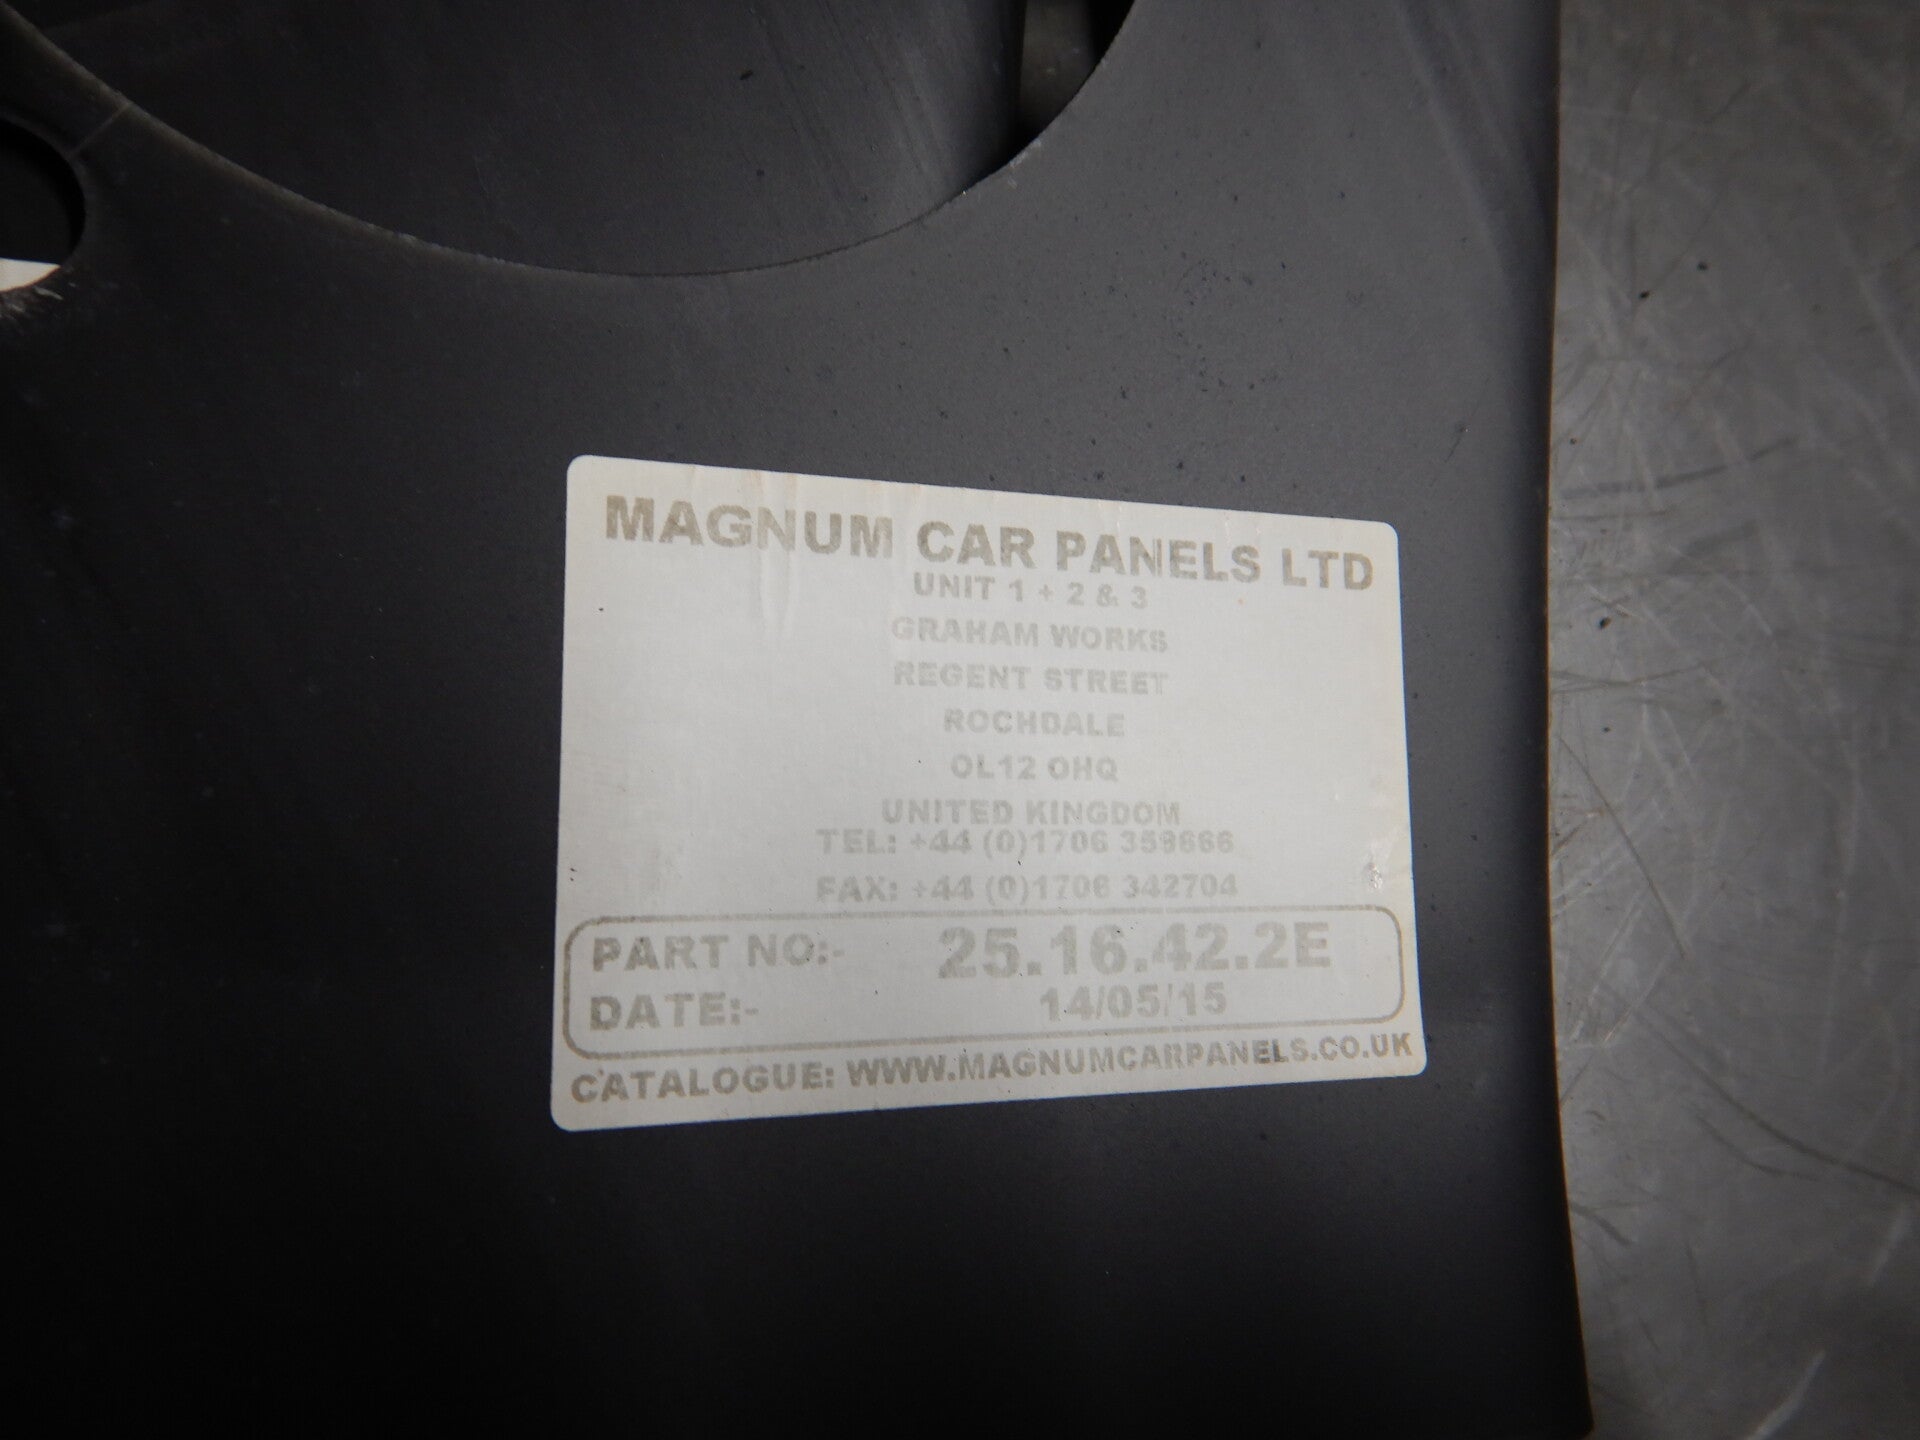 MAGNUM CAR PANELS LTD
UNIT 1 + 2 & 3
GRAHAM WORKS
REGENT STREET
ROCHDALE
OL12 OHQ
UNITED KINGDOM
TEL: +44 (0)1706 359666
FAX: +44 (0)1706 342704
PART NO:- 25.16.42.2E
DATE:- 14/05/15
CATALOGUE: WWW.MAGNUMCARPANELS.CO.UK